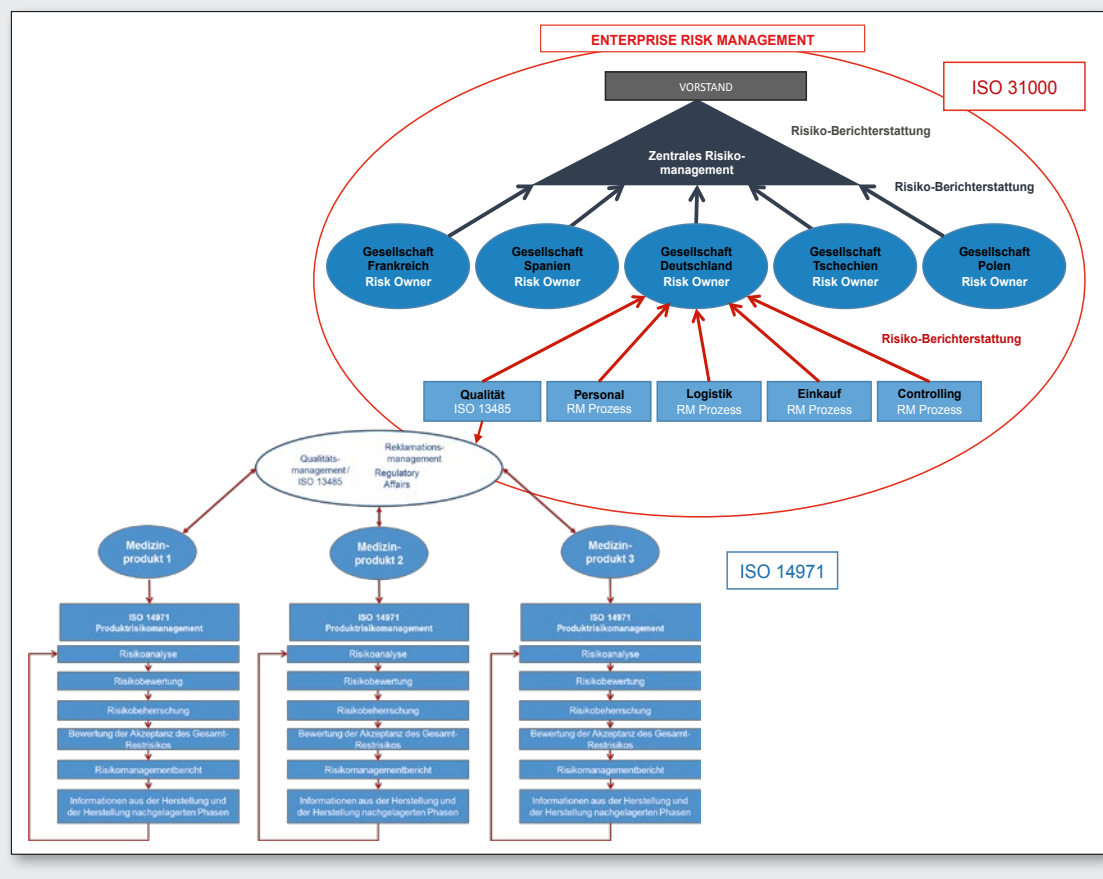 ENTERPRISE RISK MANAGEMENT
ISO 31000
VORSTAND
Risiko-Berichterstattung
Zentrales Risiko-
management
Risiko-Berichterstattung
Gesellschaft
Frankreich
Risk Owner
Gesellschaft
Spanien
Risk Owner
Gesellschaft
Deutschland
Risk Owner
Gesellschaft
Tschechien
Risk Owner
Gesellschaft
Polen
Risk Owner
Risiko-Berichterstattung
Qualität
ISO 13485
Personal
RM Prozess
Logistik
RM Prozess
Einkauf
RM Prozess
Controlling
RM Prozess
Qualitäts-
management /
ISO 13485
Reklamations-
management
Regulatory
Affairs
Medizin-
produkt 1
Medizin-
produkt 2
Medizin-
produkt 3
ISO 14971
ISO 14971
Produktrisikomanagement
Risikoanalyse
Risikobewertung
Risikobeherrschung
Bewertung der Akzeptanz des Gesamt-
Restrisikos
Risikomanagementbericht
Informationen aus der Herstellung und
der Herstellung nachgelagerten Phasen
ISO 14971
Produktrisikomanagement
Risikoanalyse
Risikobewertung
Risikobeherrschung
Bewertung der Akzeptanz des Gesamt-
Restrisikos
Risikomanagementbericht
Informationen aus der Herstellung und
der Herstellung nachgelagerten Phasen
ISO 14971
Produktrisikomanagement
Risikoanalyse
Risikobewertung
Risikobeherrschung
Bewertung der Akzeptanz des Gesamt-
Restrisikos
Risikomanagementbericht
Informationen aus der Herstellung und
der Herstellung nachgelagerten Phasen